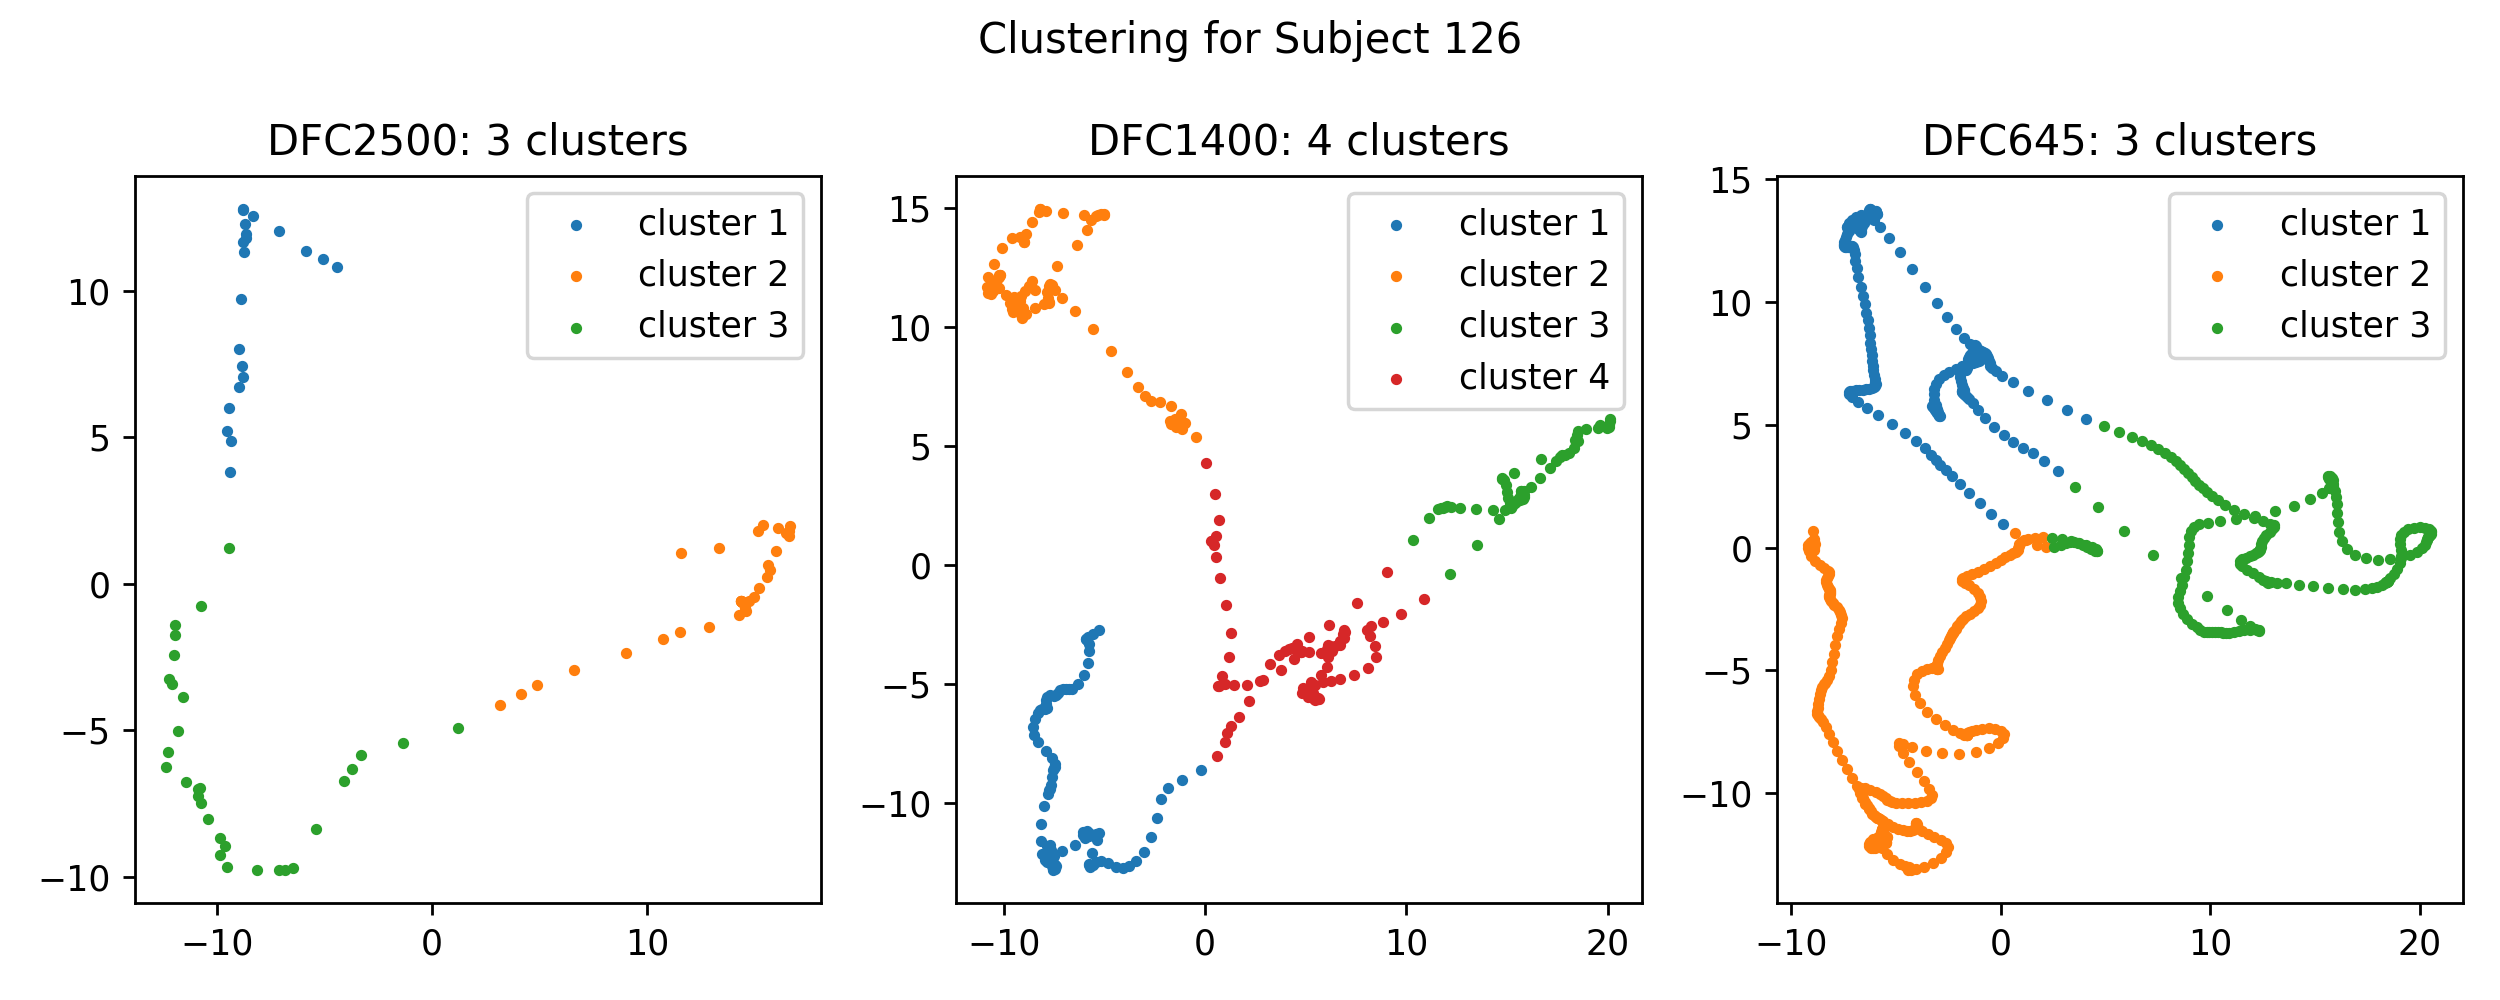 Clustering for Subject 126
DFC2500: 3 clusters
cluster 1
cluster 2
cluster 3
10
5
0
−5
−10
−10
0
10
DFC1400: 4 clusters
cluster 1
cluster 2
cluster 3
cluster 4
15
10
5
0
−5
−10
−10
0
10
20
DFC645: 3 clusters
cluster 1
cluster 2
cluster 3
15
10
5
0
−5
−10
−10
0
10
20